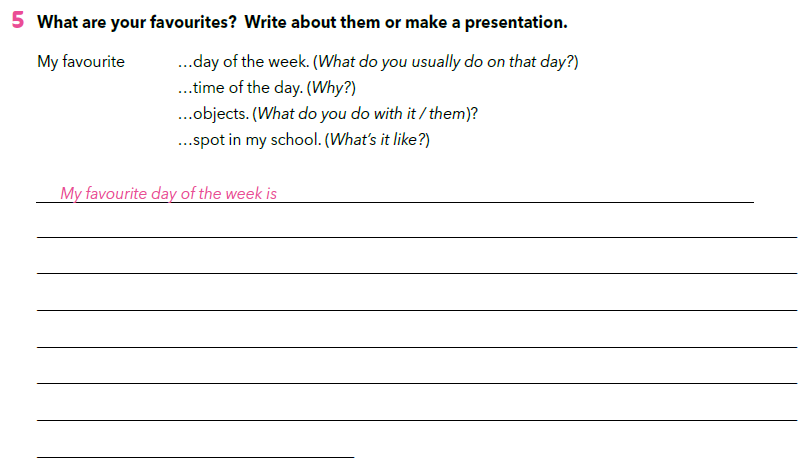 5 What are your favourites? Write about them or make a presentation.
My favourite …day of the week. (What do you usually do on that day?)
…time of the day. (Why?)
…objects. (What do you do with it / them)?
…spot in my school. (What's it like?)
My favourite day of the week is